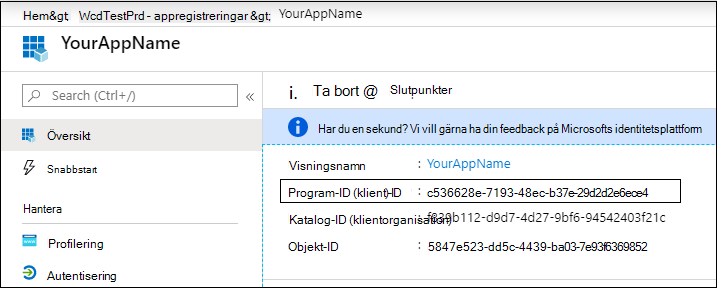 Hem&gt; WcdTestPrd - appregistreringar &gt; YourAppName
YourAppName
Search (Ctrl+/)
«
Översikt
Snabbstart
Hantera
Profilering
Autentisering
i. Ta bort @ Slutpunkter
Har du en sekund? Vi vill gärna ha din feedback på Microsofts identitetsplattform
Visningsnamn : YourAppName
Program-ID (klient)-ID : c536628e-7193-48ec-b37e-29d2d2e6ece4
Katalog-ID (klientorganisation) f839b112-d9d7-4d27-9bf6-94542403f21c
Objekt-ID : 5847e523-dd5c-4439-ba03-7e93f6369852